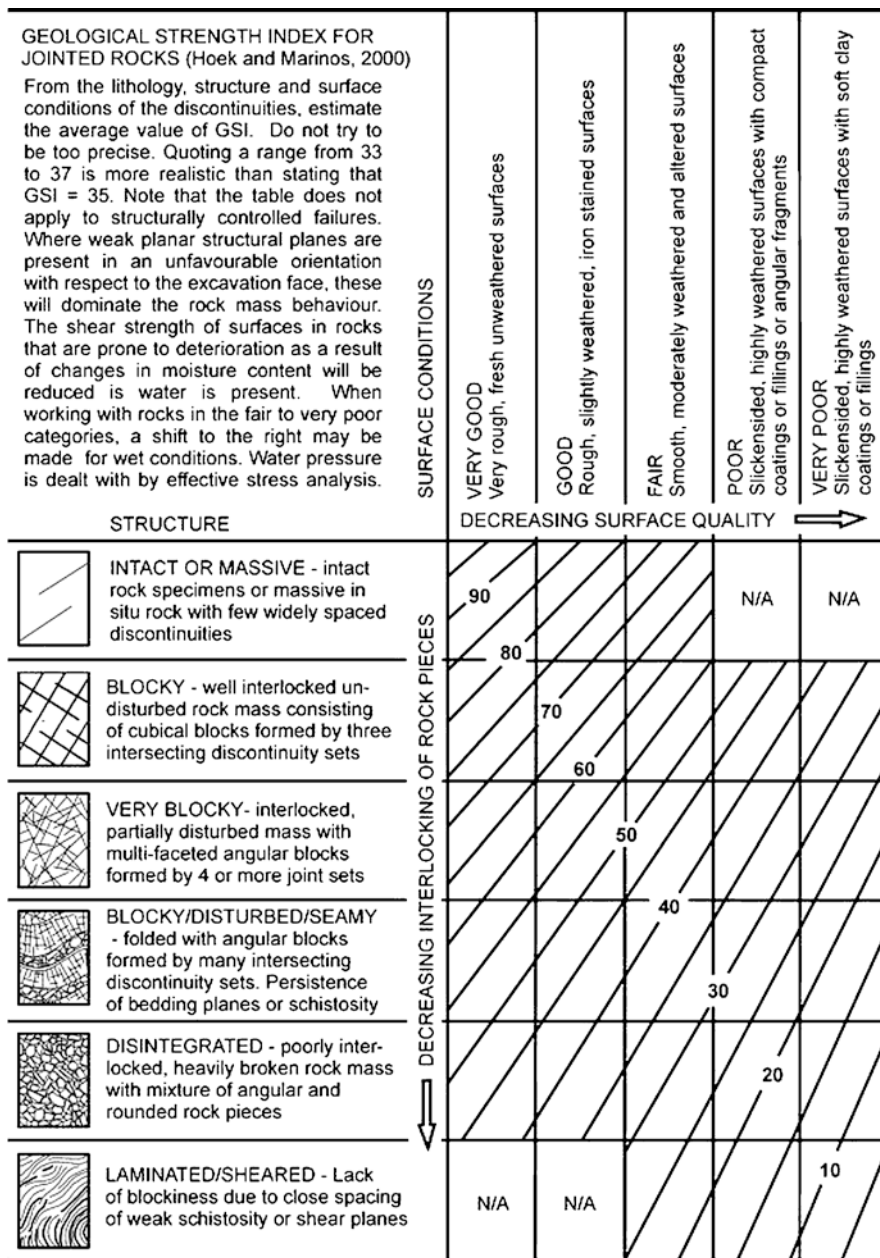 GEOLOGICAL STRENGTH INDEX FOR
JOINTED ROCKS (Hoek and Marinos, 2000)
From the lithology, structure and surface
conditions of the discontinuities, estimate
the average value of GSI. Do not try to
be too precise. Quoting a range from 33
to 37 is more realistic than stating that
GSI = 35. Note that the table does not
apply to structurally controlled failures.
Where weak planar structural planes are
present in an unfavourable orientation
with respect to the excavation face, these
will dominate the rock mass behaviour.
The shear strength of surfaces in rocks
that are prone to deterioration as a result
of changes in moisture content will be
reduced is water is present. When
working with rocks in the fair to very poor
categories, a shift to the right may be
made for wet conditions. Water pressure
is dealt with by effective stress analysis.
SURFACE CONDITIONS
VERY GOOD
Very rough, fresh unweathered surfaces
GOOD
Rough, slightly weathered, iron stained surfaces
FAIR
Smooth, moderately weathered and altered surfaces
POOR
Slickensided, highly weathered surfaces with compact
coatings or fillings or angular fragments
VERY POOR
Slickensided, highly weathered surfaces with soft clay
coatings or fillings
STRUCTURE
DECREASING SURFACE QUALITY
DECREASING INTERLOCKING OF ROCK PIECES
INTACT OR MASSIVE - intact
rock specimens or massive in
situ rock with few widely spaced
discontinuities
90
N/A
N/A
80
BLOCKY - well interlocked un-
disturbed rock mass consisting
of cubical blocks formed by three
intersecting discontinuity sets
70
60
VERY BLOCKY- interlocked,
partially disturbed mass with
multi-faceted angular blocks
formed by 4 or more joint sets
50
BLOCKY/DISTURBED/SEAMY
- folded with angular blocks
formed by many intersecting
discontinuity sets. Persistence
of bedding planes or schistosity
40
30
DISINTEGRATED - poorly inter-
locked, heavily broken rock mass
with mixture of angular and
rounded rock pieces
20
LAMINATED/SHEARED - Lack
of blockiness due to close spacing
of weak schistosity or shear planes
N/A
N/A
10